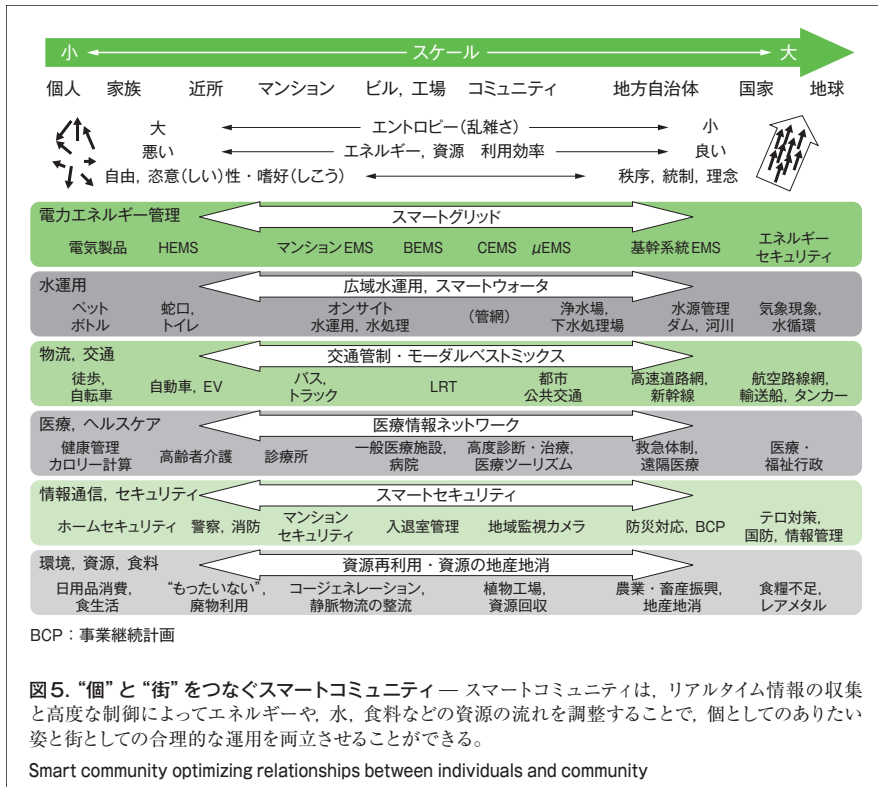 小 スケール 大
個人 家族 近所 マンション ビル, 工場 コミュニティ 地方自治体 国家 地球
大 エントロピー(乱雑さ) 小
悪い エネルギー, 資源 利用効率 良い
自由, 恣意(しい)性・嗜好(しこう) 秩序, 統制, 理念
電力エネルギー管理 スマートグリッド
電気製品 HEMS マンションEMS BEMS CEMS μEMS 基幹系統EMS エネルギー
セキュリティ
水運用 広域水運用, スマートウォータ
ペット 蛇口, オンサイト (管網) 浄水場, 水源管理 気象現象,
ボトル トイレ 水運用, 水処理 下水処理場 ダム, 河川 水循環
物流, 交通 交通管制・モーダルベストミックス
徒歩, 自動車, EV バス, LRT 都市 高速道路網, 航空路線網,
自転車 トラック 公共交通 新幹線 輸送船, タンカー
医療, ヘルスケア 医療情報ネットワーク
健康管理 高齢者介護 診療所 一般医療施設, 高度診断・治療, 救急体制, 医療・
カロリー計算 病院 医療ツーリズム 遠隔医療 福祉行政
情報通信, セキュリティ スマートセキュリティ
ホームセキュリティ 警察, 消防 マンション 入退室管理 地域監視カメラ 防災対応, BCP テロ対策,
セキュリティ 国防, 情報管理
環境, 資源, 食料 資源再利用・資源の地産地消
日用品消費, “もったいない”, コージェネレーション, 植物工場, 農業・畜産振興, 食糧不足,
食生活 廃物利用 静脈物流の整流 資源回収 地産地消 レアメタル
BCP：事業継続計画
図5. “個”と“街”をつなぐスマートコミュニティ — スマートコミュニティは, リアルタイム情報の収集
と高度な制御によってエネルギーや, 水, 食料などの資源の流れを調整することで, 個としてのありたい
姿と街としての合理的な運用を両立させることができる。
Smart community optimizing relationships between individuals and community